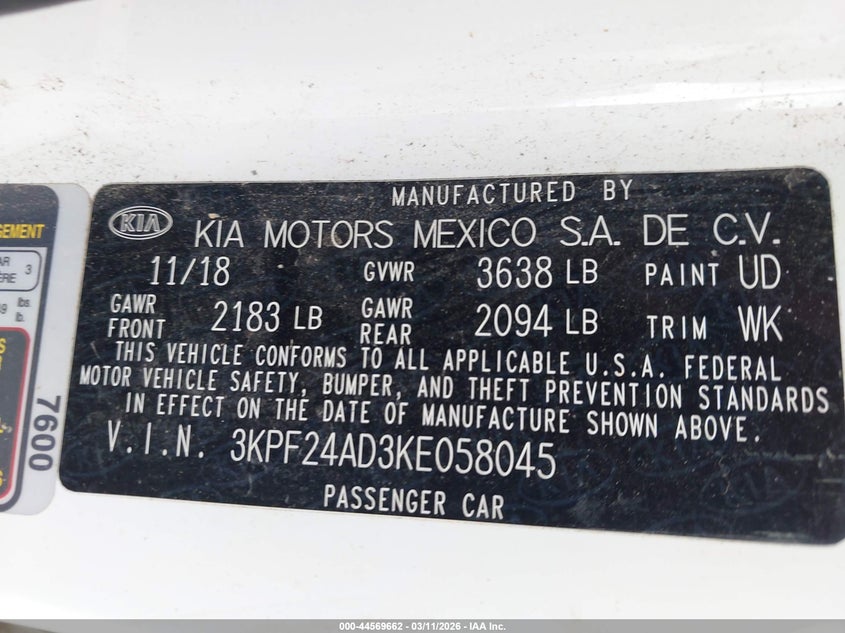 MANUFACTURED BY
KIA KIA MOTORS MEXICO S.A. DE C.V.
11/18 GVWR 3638 LB PAINT UD
GAWR FRONT 2183 LB GAWR REAR 2094 LB TRIM WK
THIS VEHICLE CONFORMS TO ALL APPLICABLE U.S.A. FEDERAL
MOTOR VEHICLE SAFETY, BUMPER, AND THEFT PREVENTION STANDARDS
IN EFFECT ON THE DATE OF MANUFACTURE SHOWN ABOVE.
V.I.N. 3KPF24AD3KE058045
PASSENGER CAR
3
lbs.
lb.
7600
000-44569662 - 03/11/2026 - IAA Inc.